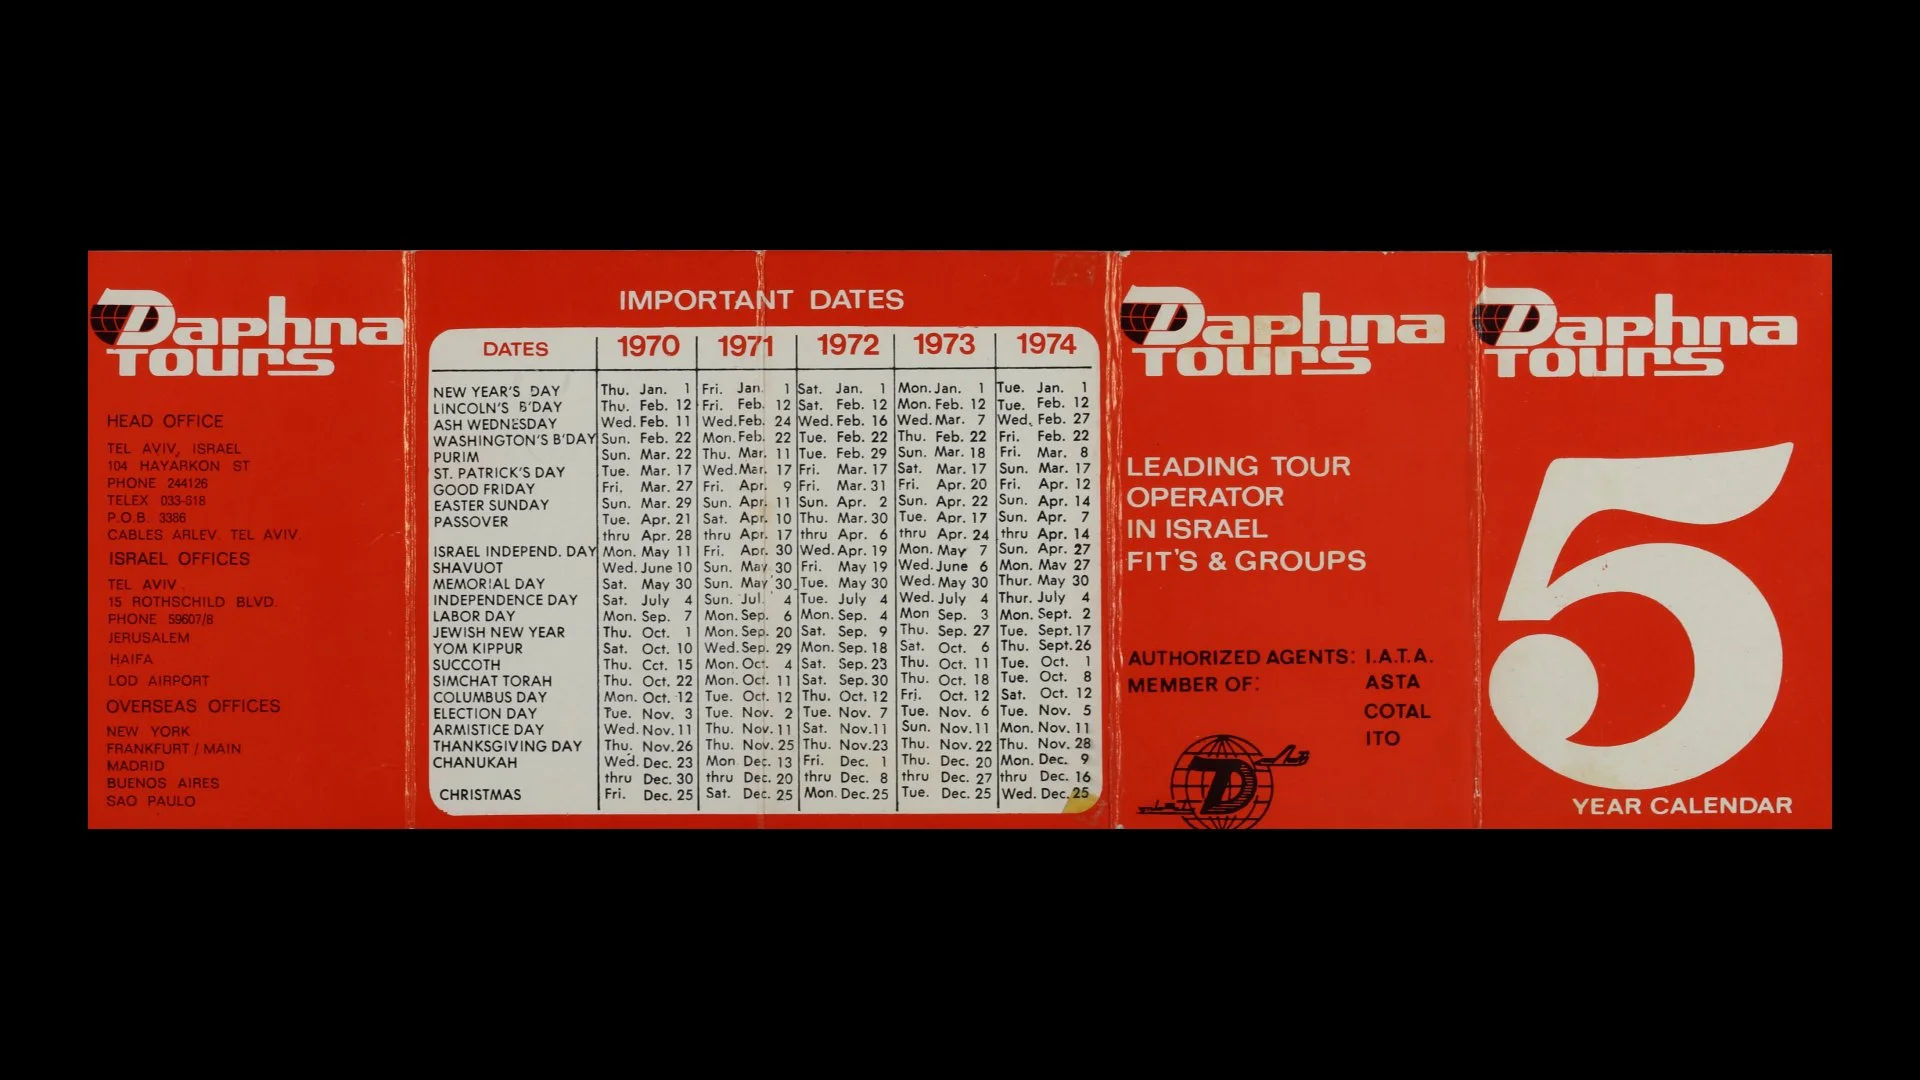 Daphna
TOURS
HEAD OFFICE
TEL AVIV, ISRAEL
104 HAYARKON ST
PHONE 244126
TELEX 033-518
P.O.B. 3386
CABLES ARLEV. TEL AVIV.
ISRAEL OFFICES
TEL AVIV.
15 ROTHSCHILD BLVD.
PHONE 59607/8
JERUSALEM
HAIFA
LOD AIRPORT
OVERSEAS OFFICES
NEW YORK
FRANKFURT / MAIN
MADRID
BUENOS AIRES
SAO PAULO
IMPORTANT DATES
DATES 1970 1971 1972 1973 1974
NEW YEAR'S DAY Thu. Jan. 1 Fri. Jan. 1 Sat. Jan. 1 Mon. Jan. 1 Tue. Jan. 1
LINCOLN'S B'DAY Thu. Feb. 12 Fri. Feb. 12 Sat. Feb. 12 Mon. Feb. 12 Tue. Feb. 12
ASH WEDNESDAY Wed. Feb. 11 Wed. Feb. 24 Wed. Feb. 16 Wed. Mar. 7 Wed. Feb. 27
WASHINGTON'S B'DAY Sun. Feb. 22 Mon. Feb. 22 Tue. Feb. 22 Thu. Feb. 22 Fri. Feb. 22
PURIM Sun. Mar. 22 Thu. Mar. 11 Tue. Feb. 29 Sun. Mar. 18 Fri. Mar. 8
ST. PATRICK'S DAY Tue. Mar. 17 Wed. Mar. 17 Fri. Mar. 17 Sat. Mar. 17 Sun. Mar. 17
GOOD FRIDAY Fri. Mar. 27 Fri. Apr. 9 Fri. Mar. 31 Fri. Apr. 20 Fri. Apr. 12
EASTER SUNDAY Sun. Mar. 29 Sun. Apr. 11 Sun. Apr. 2 Sun. Apr. 22 Sun. Apr. 14
PASSOVER Tue. Apr. 21 Sat. Apr. 10 Thu. Mar. 30 Tue. Apr. 17 Sun. Apr. 7
thru Apr. 28 thru Apr. 17 thru Apr. 6 thru Apr. 24 thru Apr. 14
ISRAEL INDEPEND. DAY Mon. May 11 Fri. Apr. 30 Wed. Apr. 19 Mon. May 7 Sun. Apr. 27
SHAVUOT Wed. June 10 Sun. May 30 Fri. May 19 Wed. June 6 Mon. May 27
MEMORIAL DAY Sat. May 30 Sun. May 30 Tue. May 30 Wed. May 30 Thur. May 30
INDEPENDENCE DAY Sat. July 4 Sun. Jul. 4 Tue. July 4 Wed. July 4 Thur. July 4
LABOR DAY Mon. Sep. 7 Mon. Sep. 6 Mon. Sep. 4 Mon Sep. 3 Mon. Sept. 2
JEWISH NEW YEAR Thu. Oct. 1 Mon. Sep. 20 Sat. Sep. 9 Thu. Sep. 27 Tue. Sept. 17
YOM KIPPUR Sat. Oct. 10 Wed. Sep. 29 Mon. Sep. 18 Sat. Oct. 6 Thu. Sept. 26
SUCCOTH Thu. Oct. 15 Mon. Oct. 4 Sat. Sep. 23 Thu. Oct. 11 Tue. Oct. 1
SIMCHAT TORAH Thu. Oct. 22 Mon. Oct. 11 Sat. Sep. 30 Thu. Oct. 18 Tue. Oct. 8
COLUMBUS DAY Mon. Oct. 12 Tue. Oct. 12 Thu. Oct. 12 Fri. Oct. 12 Sat. Oct. 12
ELECTION DAY Tue. Nov. 3 Tue. Nov. 2 Tue. Nov. 7 Tue. Nov. 6 Tue. Nov. 5
ARMISTICE DAY Wed. Nov. 11 Thu. Nov. 11 Sat. Nov. 11 Sun. Nov. 11 Mon. Nov. 11
THANKSGIVING DAY Thu. Nov. 26 Thu. Nov. 25 Thu. Nov. 23 Thu. Nov. 22 Thu. Nov. 28
CHANUKAH Wed. Dec. 23 Mon. Dec. 13 Fri. Dec. 1 Thu. Dec. 20 Mon. Dec. 9
thru Dec. 30 thru Dec. 20 thru Dec. 8 thru Dec. 27 thru Dec. 16
CHRISTMAS Fri. Dec. 25 Sat. Dec. 25 Mon. Dec. 25 Tue. Dec. 25 Wed. Dec. 25
Daphna
TOURS
LEADING TOUR
OPERATOR
IN ISRAEL
FIT'S & GROUPS
AUTHORIZED AGENTS: I.A.T.A.
MEMBER OF: ASTA
COTAL
ITO
D
Daphna
TOURS
5
YEAR CALENDAR